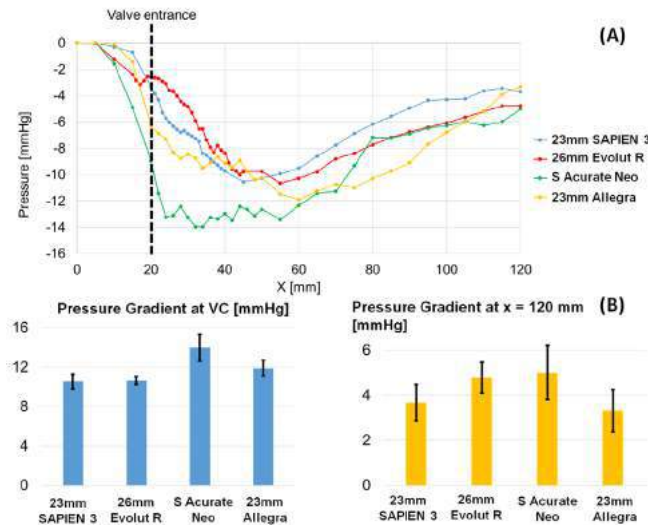 Valve entrance
(A)
0
-2
-4
-6
-8
-10
-12
-14
-16
Pressure [mmHg]
0 20 40 60 80 100 120
X [mm]
23mm SAPIEN 3
26mm Evolut R
S Acurate Neo
23mm Allegra
Pressure Gradient at VC [mmHg]
16
12
8
4
0
23mm SAPIEN 3
26mm Evolut R
S Acurate Neo
23mm Allegra
Pressure Gradient at x = 120 mm
[mmHg]
(B)
6
4
2
0
23mm SAPIEN 3
26mm Evolut R
S Acurate Neo
23mm Allegra